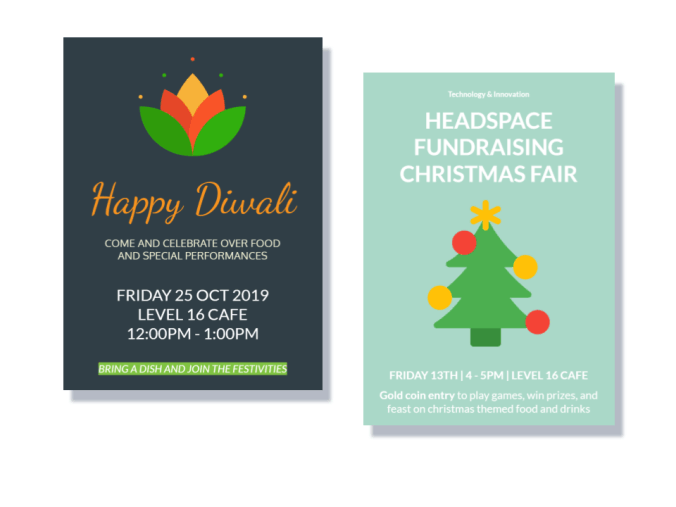 Happy Diwali
COME AND CELEBRATE OVER FOOD
AND SPECIAL PERFORMANCES
FRIDAY 25 OCT 2019
LEVEL 16 CAFE
12:00PM - 1:00PM
BRING A DISH AND JOIN THE FESTIVITIES
Technology & Innovation
HEADSPACE
FUNDRAISING
CHRISTMAS FAIR
FRIDAY 13TH | 4 - 5PM | LEVEL 16 CAFE
Gold coin entry to play games, win prizes, and
feast on christmas themed food and drinks